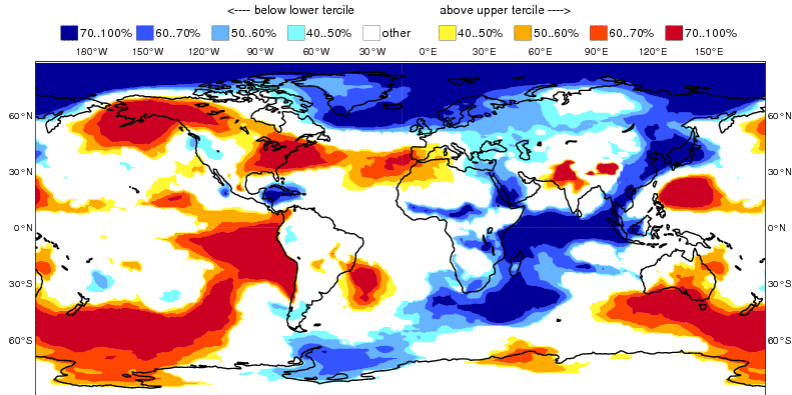 <---- below lower tercile above upper tercile ---->
70..100% 60..70% 50..60% 40..50% other 40..50% 50..60% 60..70% 70..100%
180°W 150°W 120°W 90°W 60°W 30°W 0°E 30°E 60°E 90°E 120°E 150°E
60°N 60°N
30°N 30°N
0°N 0°N
30°S 30°S
60°S 60°S